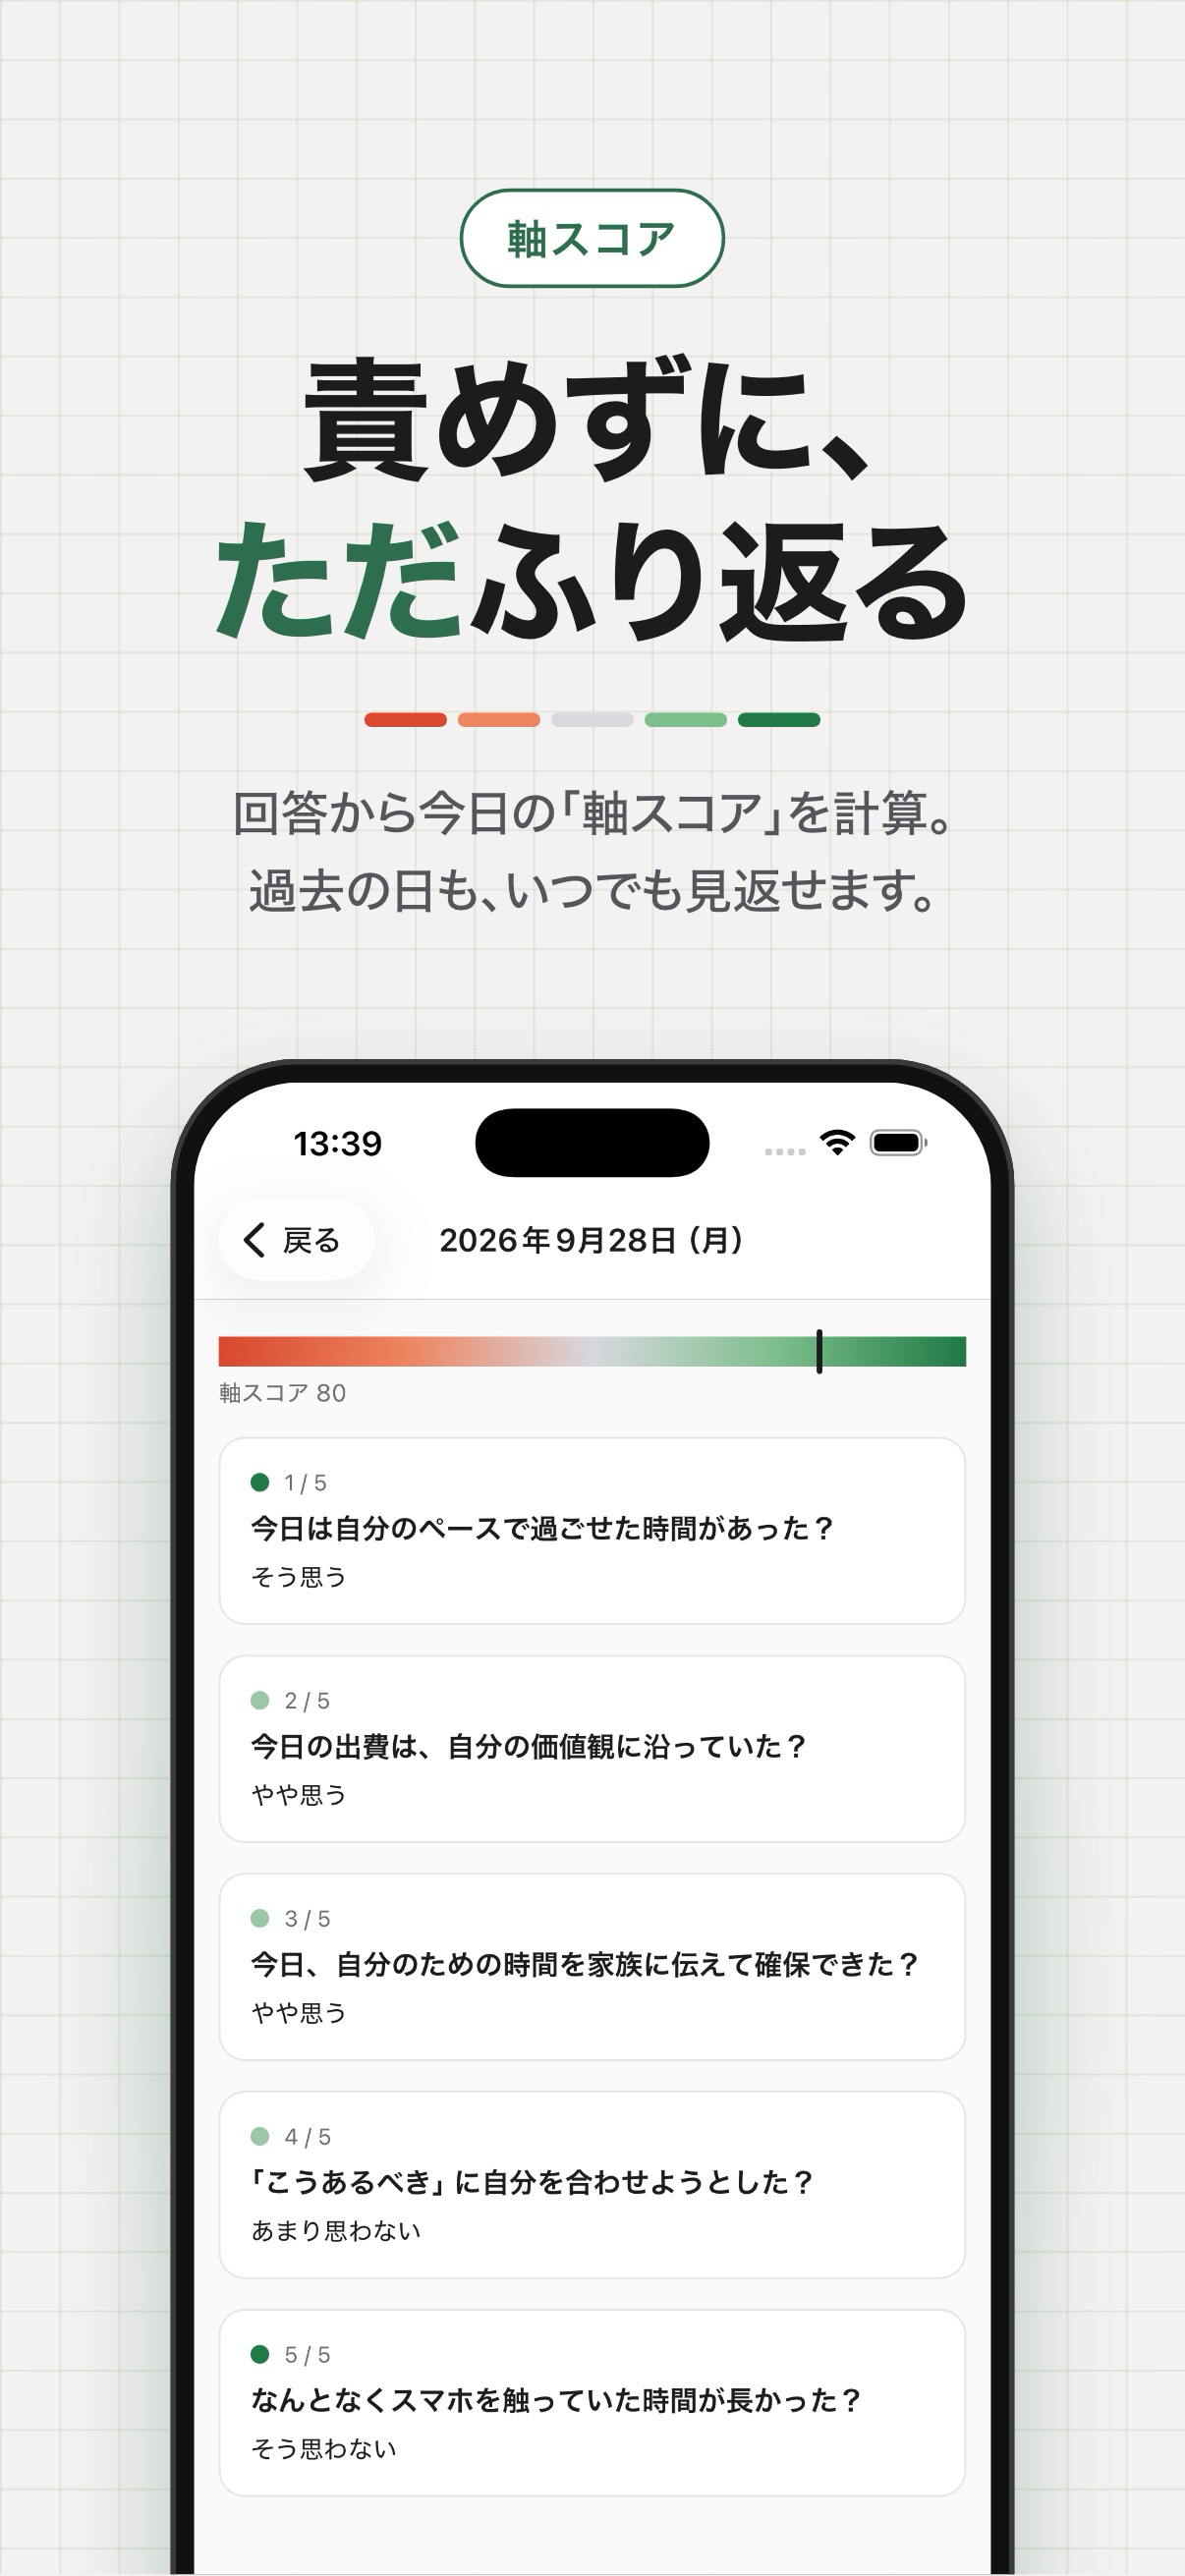 軸スコア
責めずに、
ただふり返る
回答から今日の「軸スコア」を計算。
過去の日も、いつでも見返せます。
13:39
戻る
2026年9月28日（月）
軸スコア 80
1 / 5
今日は自分のペースで過ごせた時間があった？
そう思う
2 / 5
今日の出費は、自分の価値観に沿っていた？
やや思う
3 / 5
今日、自分のための時間を家族に伝えて確保できた？
やや思う
4 / 5
「こうあるべき」に自分を合わせようとした？
あまり思わない
5 / 5
なんとなくスマホを触っていた時間が長かった？
そう思わない